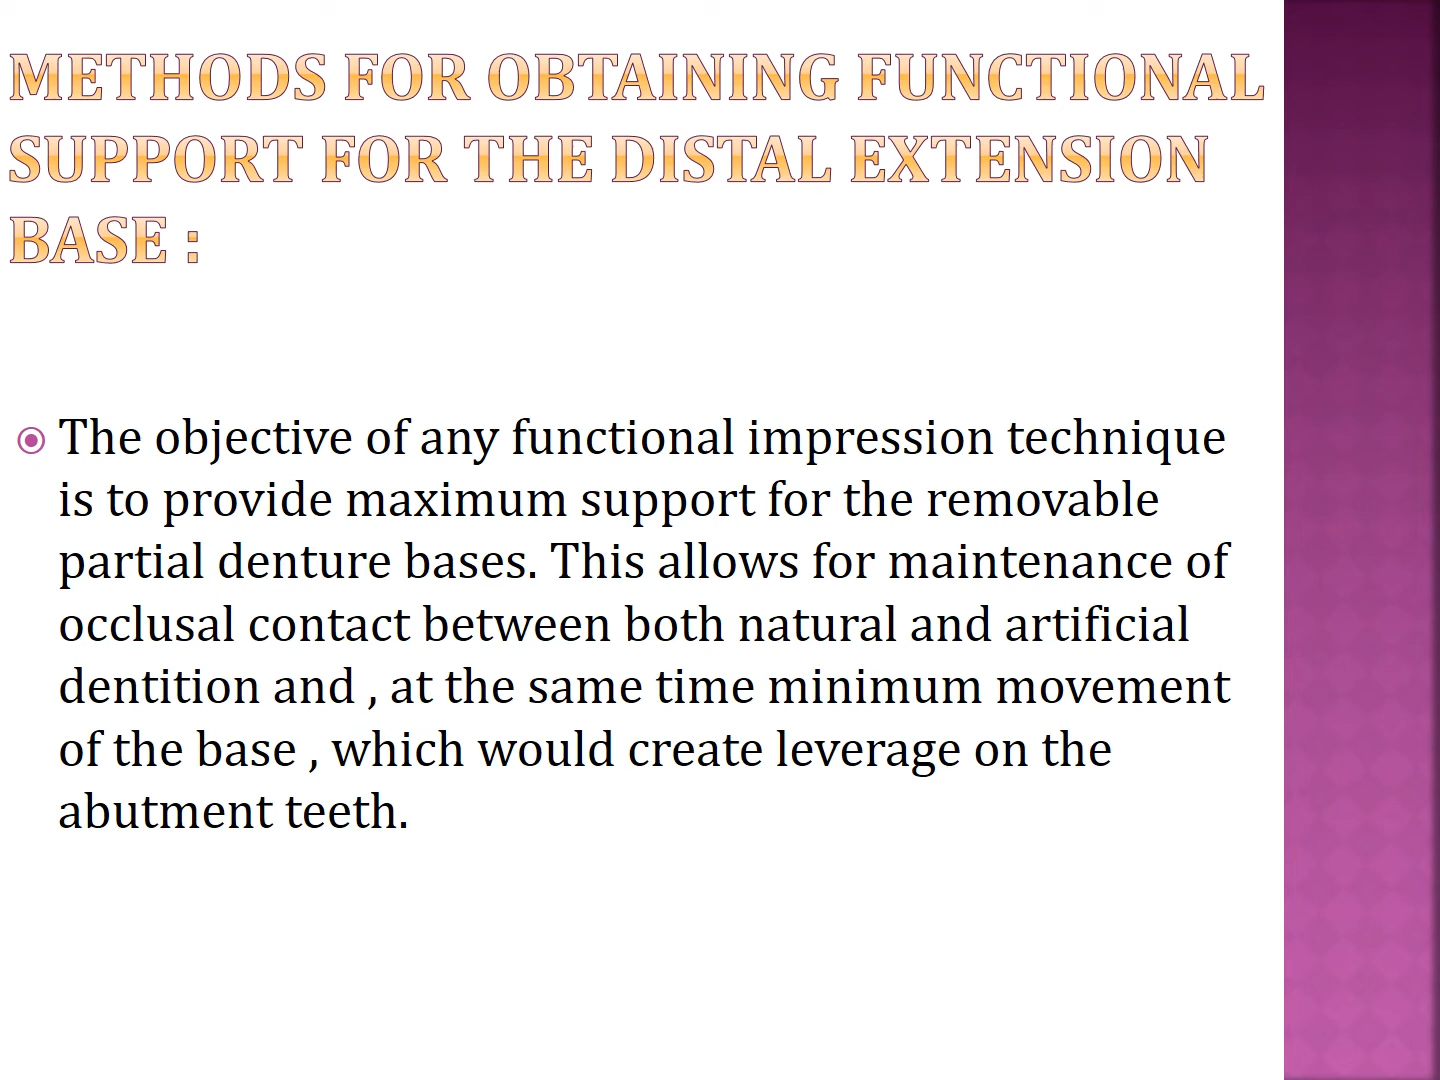 METHODS FOR OBTAINING FUNCTIONAL
SUPPORT FOR THE DISTAL EXTENSION
BASE :
The objective of any functional impression technique
is to provide maximum support for the removable
partial denture bases. This allows for maintenance of
occlusal contact between both natural and artificial
dentition and , at the same time minimum movement
of the base , which would create leverage on the
abutment teeth.